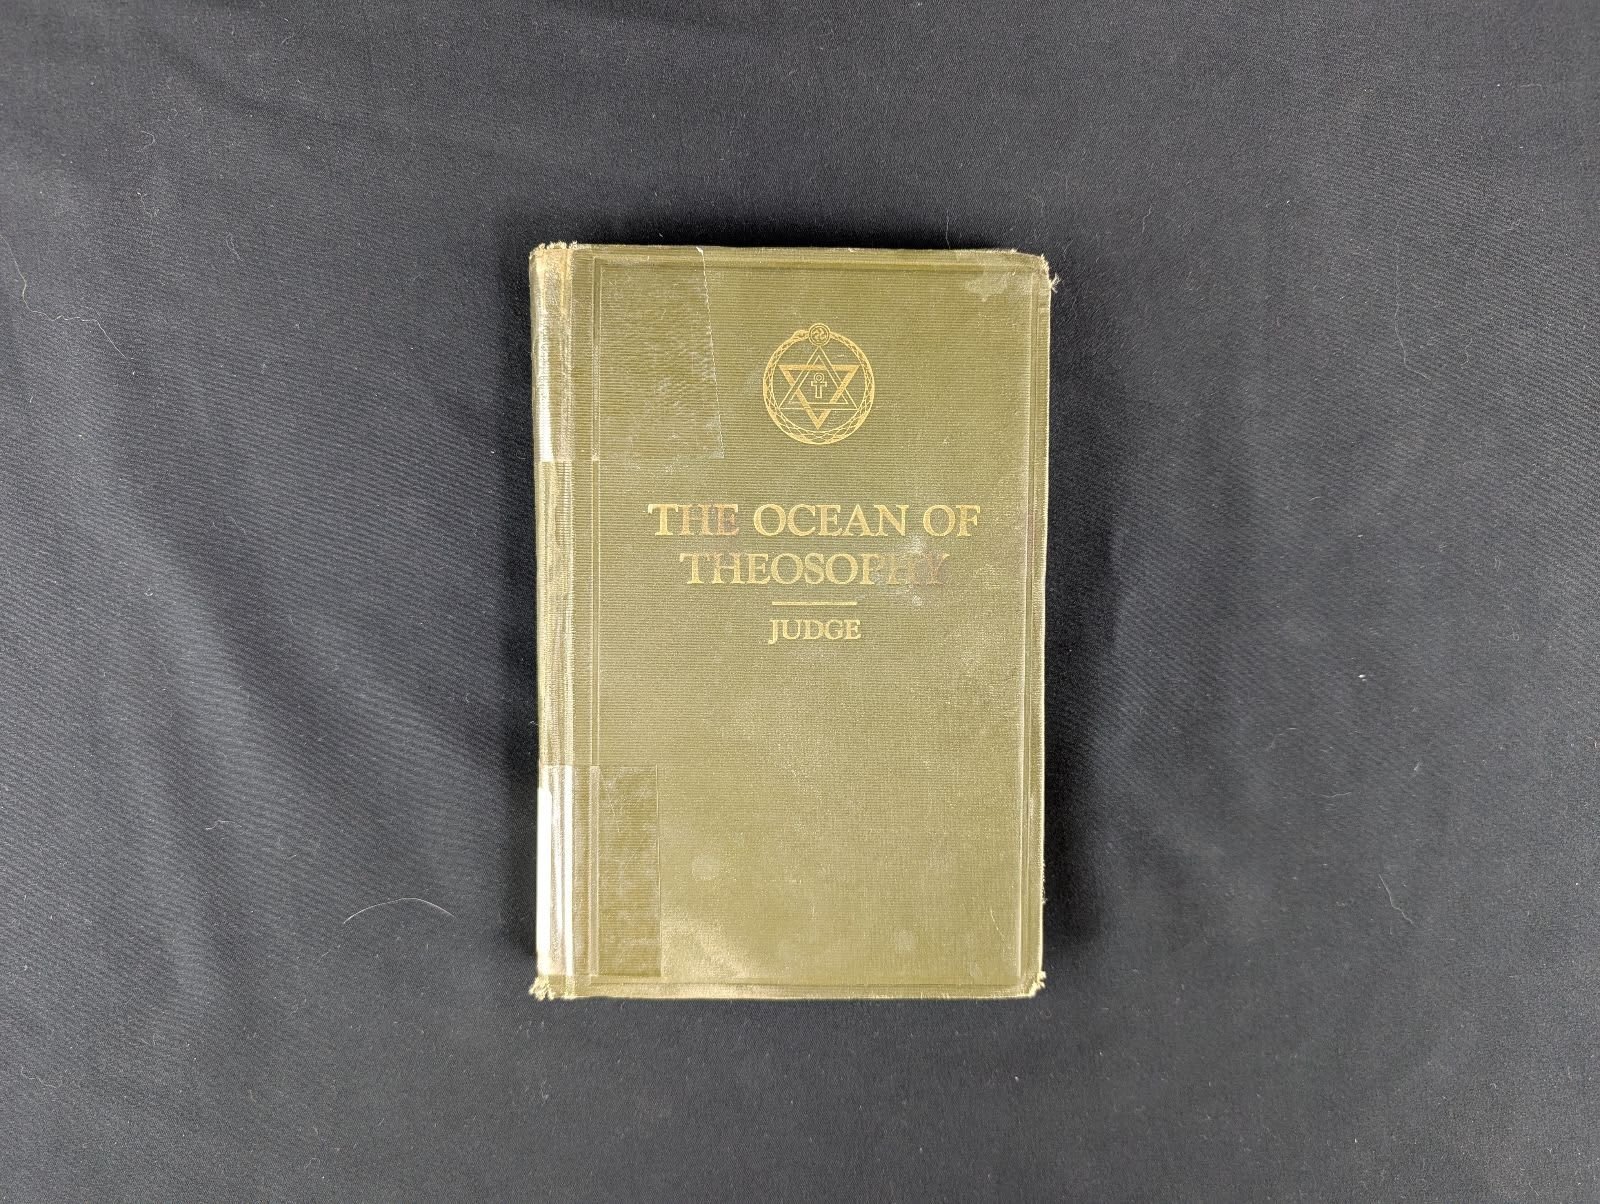 THE OCEAN OF
THEOSOPHY
JUDGE